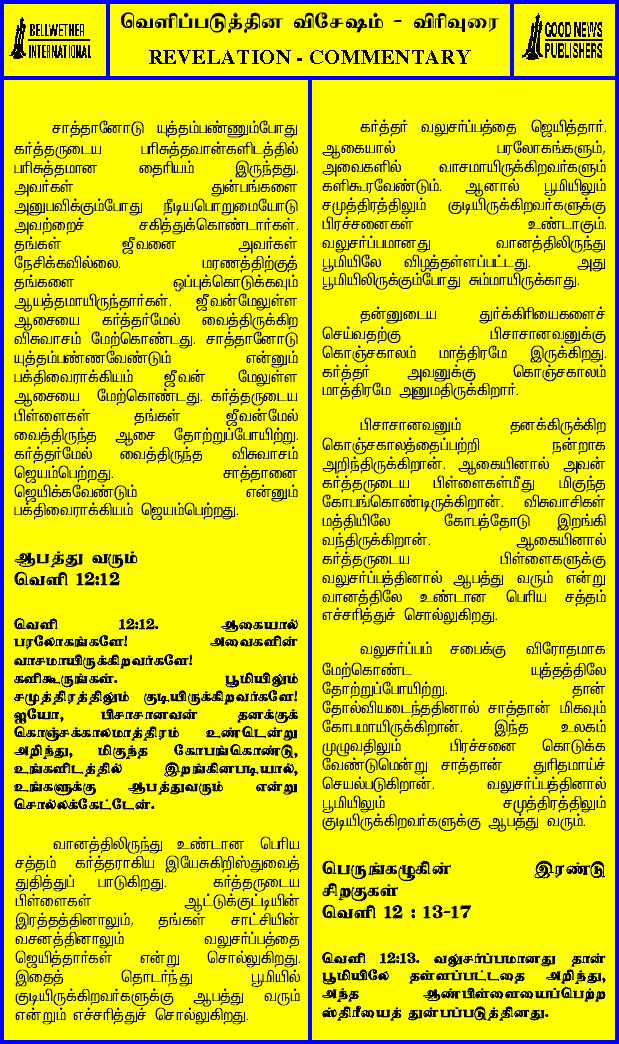 BELLWETHER
INTERNATIONAL
வெளிப்படுத்தின விசேஷம் - விரிவுரை
REVELATION - COMMENTARY
GOOD NEWS
PUBLISHERS
சாத்தானோடு யுத்தம்பண்ணும்போது
கர்த்தருடைய பரிசுத்தவான்களிடத்தில்
பரிசுத்தமான தைரியம் இருந்தது.
அவர்கள் துன்பங்களை
அனுபவிக்கும்போது நீடியபொறுமையோடு
அவற்றைச் சகித்துக்கொண்டார்கள்.
தங்கள் ஜீவனை அவர்கள்
நேசிக்கவில்லை. மரணத்திற்குத்
தங்களை ஒப்புக்கொடுக்கவும்
ஆயத்தமாயிருந்தார்கள். ஜீவன்மேலுள்ள
ஆசையை கர்த்தர்மேல் வைத்திருக்கிற
விசுவாசம் மேற்கொண்டது. சாத்தானோடு
யுத்தம்பண்ணவேண்டும் என்னும்
பக்திவைராக்கியம் ஜீவன் மேலுள்ள
ஆசையை மேற்கொண்டது. கர்த்தருடைய
பிள்ளைகள் தங்கள் ஜீவன்மேல்
வைத்திருந்த ஆசை தோற்றுப்போயிற்று.
கர்த்தர்மேல் வைத்திருந்த விசுவாசம்
ஜெயம்பெற்றது. சாத்தானை
ஜெயிக்கவேண்டும் என்னும்
பக்திவைராக்கியம் ஜெயம்பெற்றது.
ஆபத்து வரும்
வெளி 12:12
வெளி 12:12. ஆகையால்
பரலோகங்களே! அவைகளின்
வாசமாயிருக்கிறவர்களே!
களிகூருங்கள். பூமியிலும்
சமுத்திரத்திலும் குடியிருக்கிறவர்களே!
ஐயோ, பிசாசானவன் தனக்குக்
கொஞ்சக்காலமாத்திரம் உண்டென்று
அறிந்து, மிகுந்த கோபங்கொண்டு,
உங்களிடத்தில் இறங்கினபடியால்,
உங்களுக்கு ஆபத்துவரும் என்று
சொல்லக்கேட்டேன்.
வானத்திலிருந்து உண்டான பெரிய
சத்தம் கர்த்தராகிய இயேசுகிறிஸ்துவைத்
துதித்துப் பாடுகிறது. கர்த்தருடைய
பிள்ளைகள் ஆட்டுக்குட்டியின்
இரத்தத்தினாலும், தங்கள் சாட்சியின்
வசனத்தினாலும் வலுசர்ப்பத்தை
ஜெயித்தார்கள் என்று சொல்லுகிறது.
இதைத் தொடர்ந்து பூமியில்
குடியிருக்கிறவர்களுக்கு ஆபத்து வரும்
என்றும் எச்சரித்துச் சொல்லுகிறது.
கர்த்தர் வலுசர்ப்பத்தை ஜெயித்தார்.
ஆகையால் பரலோகங்களும்,
அவைகளில் வாசமாயிருக்கிறவர்களும்
களிகூரவேண்டும். ஆனால் பூமியிலும்
சமுத்திரத்திலும் குடியிருக்கிறவர்களுக்கு
பிரச்சனைகள் உண்டாகும்.
வலுசர்ப்பமானது வானத்திலிருந்து
பூமியிலே விழத்தள்ளப்பட்டது. அது
பூமியிலிருக்கும்போது சும்மாயிருக்காது.
தன்னுடைய துர்க்கிரியைகளைச்
செய்வதற்கு பிசாசானவனுக்கு
கொஞ்சகாலம் மாத்திரமே இருக்கிறது.
கர்த்தர் அவனுக்கு கொஞ்சகாலம்
மாத்திரமே அனுமதிருக்கிறார்.
பிசாசானவனும் தனக்கிருக்கிற
கொஞ்சகாலத்தைப்பற்றி நன்றாக
அறிந்திருக்கிறான். ஆகையினால் அவன்
கர்த்தருடைய பிள்ளைகள்மீது மிகுந்த
கோபங்கொண்டிருக்கிறான். விசுவாசிகள்
மத்தியிலே கோபத்தோடு இறங்கி
வந்திருக்கிறான். ஆகையினால்
கர்த்தருடைய பிள்ளைகளுக்கு
வலுசர்ப்பத்தினால் ஆபத்து வரும் என்று
வானத்திலே உண்டான பெரிய சத்தம்
எச்சரித்துச் சொல்லுகிறது.
வலுசர்ப்பம் சபைக்கு விரோதமாக
மேற்கொண்ட யுத்தத்திலே
தோற்றுப்போயிற்று. தான்
தோல்வியடைந்ததினால் சாத்தான் மிகவும்
கோபமாயிருக்கிறான். இந்த உலகம்
முழுவதிலும் பிரச்சனை கொடுக்க
வேண்டுமென்று சாத்தான் துரிதமாய்ச்
செயல்படுகிறான். வலுசர்ப்பத்தினால்
பூமியிலும் சமுத்திரத்திலும்
குடியிருக்கிறவர்களுக்கு ஆபத்து வரும்.
பெருங்கழுகின் இரண்டு
சிறகுகள்
வெளி 12 : 13-17
வெளி 12:13. வலுசர்ப்பமானது தான்
பூமியிலே தள்ளப்பட்டதை அறிந்து,
அந்த ஆண்பிள்ளையைப்பெற்ற
ஸ்திரீயைத் துன்பப்படுத்தினது.